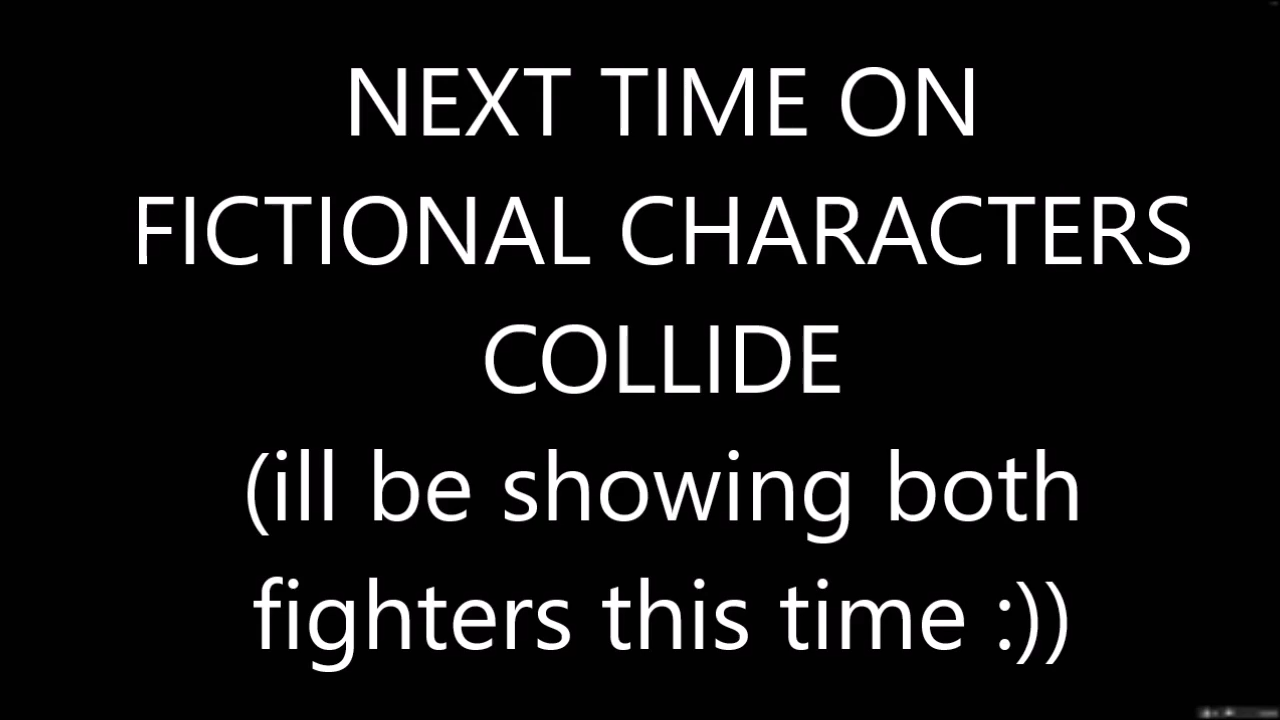 NEXT TIME ON
FICTIONAL CHARACTERS
COLLIDE
(ill be showing both
fighters this time :))